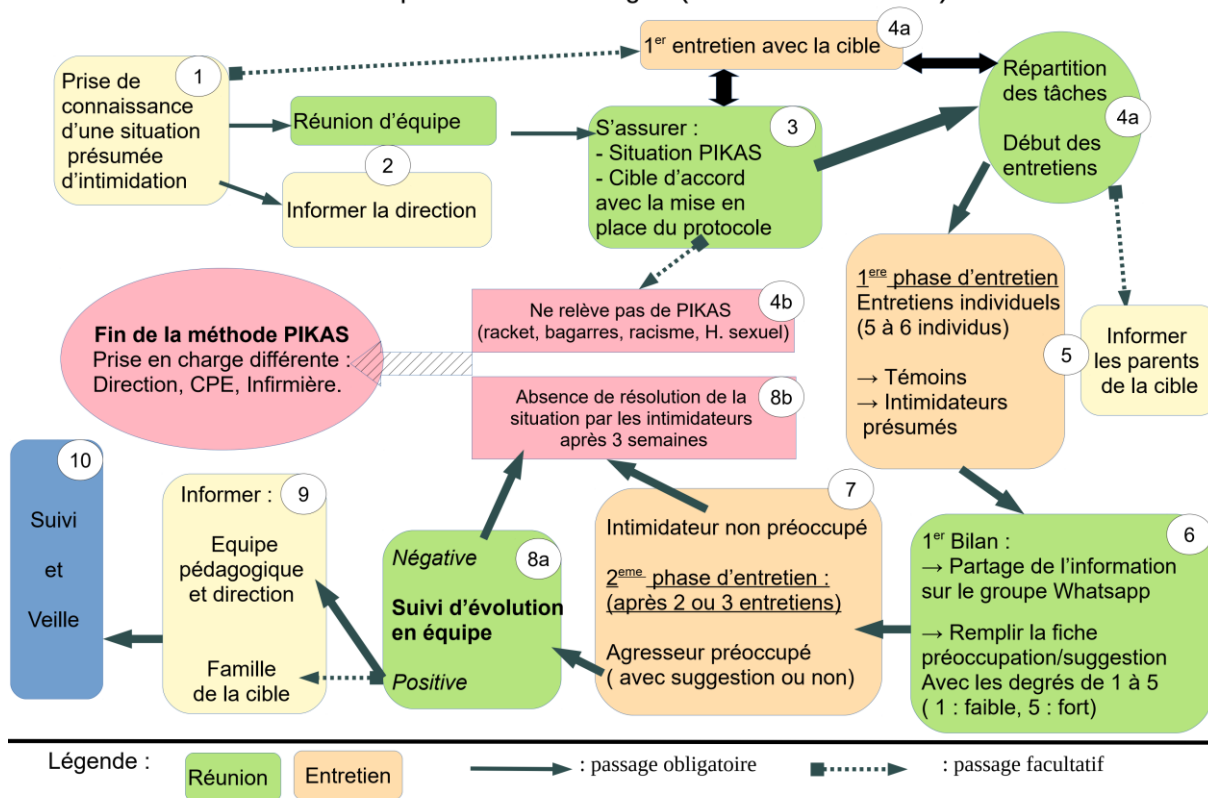 1er entretien avec la cible
4a
1
Prise de
connaissance
d'une situation
présumée
d'intimidation
Réunion d'équipe
2
Informer la direction
3
S'assurer :
- Situation PIKAS
- Cible d'accord
avec la mise en
place du protocole
Répartition
des tâches
4a
Début des
entretiens
4b
Ne relève pas de PIKAS
(racket, bagarres, racisme, H. sexuel)
Fin de la méthode PIKAS
Prise en charge différente :
Direction, CPE, Infirmière.
1ere phase d'entretien
Entretiens individuels
(5 à 6 individus)
→ Témoins
→ Intimidateurs
présumés
5
Informer
les parents
de la cible
8b
Absence de résolution de la
situation par les intimidateurs
après 3 semaines
10
Suivi
et
Veille
9
Informer :
Equipe
pédagogique
et direction
Famille
de la cible
8a
Négative
Suivi d'évolution
en équipe
Positive
7
Intimidateur non préoccupé
2eme phase d'entretien :
(après 2 ou 3 entretiens)
Agresseur préoccupé
( avec suggestion ou non)
6
1er Bilan :
→ Partage de l'information
sur le groupe Whatsapp
→ Remplir la fiche
préoccupation/suggestion
Avec les degrés de 1 à 5
( 1 : faible, 5 : fort)
Légende :
Réunion
Entretien
: passage obligatoire
: passage facultatif